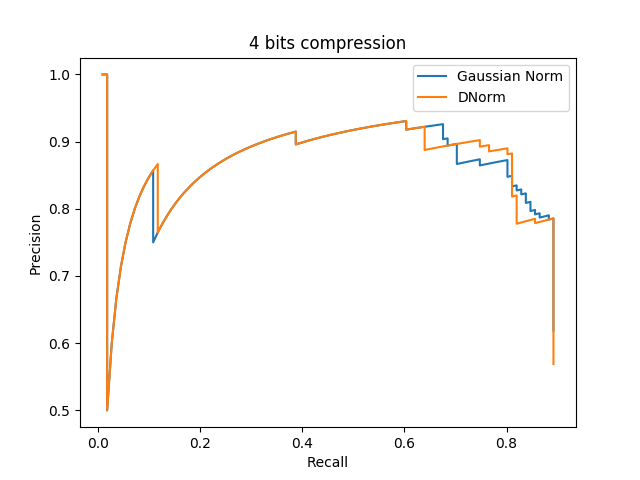 4 bits compression
Gaussian Norm
DNorm
Precision
1.0
0.9
0.8
0.7
0.6
0.5
0.0 0.2 0.4 0.6 0.8
Recall